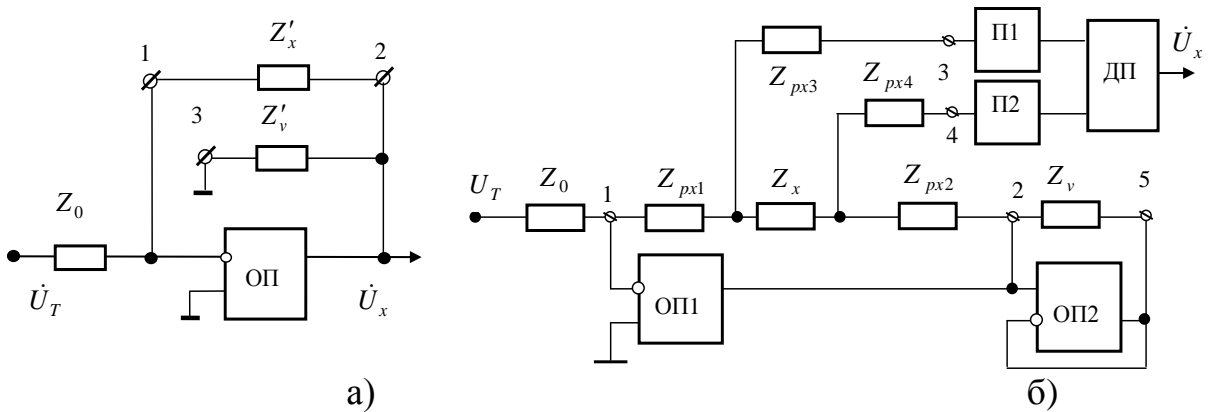 Z′x
1
2
3
Z′v
Z0
ОП
U̇T
U̇x
а)
П1
U̇x
Zpx3
3
ДП
Zpx4
П2
4
UT
Z0
1
Zpx1
Zx
Zpx2
2
Zv
5
ОП1
ОП2
б)